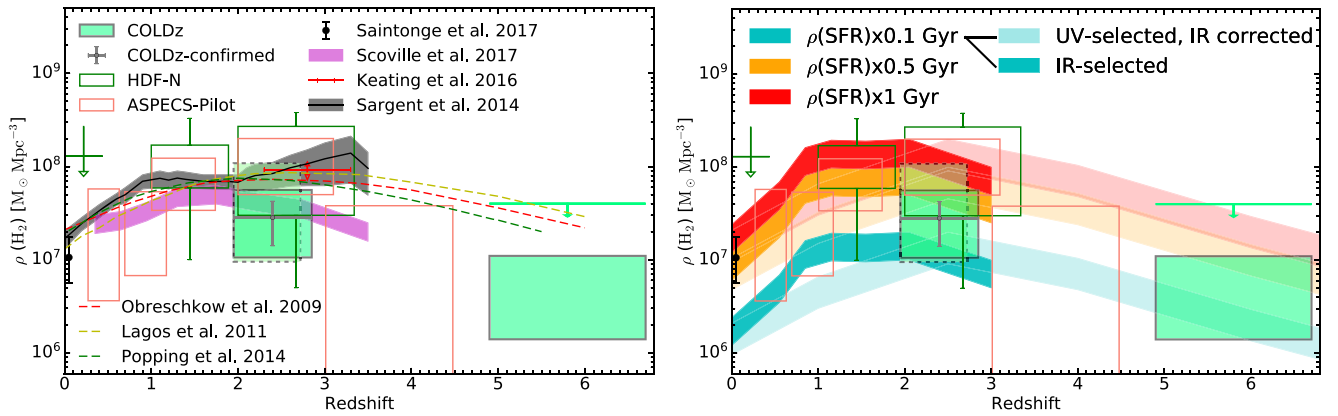 COLDz
COLDz-confirmed
HDF-N
ASPECS-Pilot
Saintonge et al. 2017
Scoville et al. 2017
Keating et al. 2016
Sargent et al. 2014
Obreschkow et al. 2009
Lagos et al. 2011
Popping et al. 2014
ρ (H₂) [M⊙ Mpc⁻³]
10⁹
10⁸
10⁷
10⁶
0 1 2 3 4 5 6
Redshift
ρ(SFR)x0.1 Gyr
ρ(SFR)x0.5 Gyr
ρ(SFR)x1 Gyr
UV-selected, IR corrected
IR-selected
ρ (H₂) [M⊙ Mpc⁻³]
10⁹
10⁸
10⁷
10⁶
0 1 2 3 4 5 6
Redshift